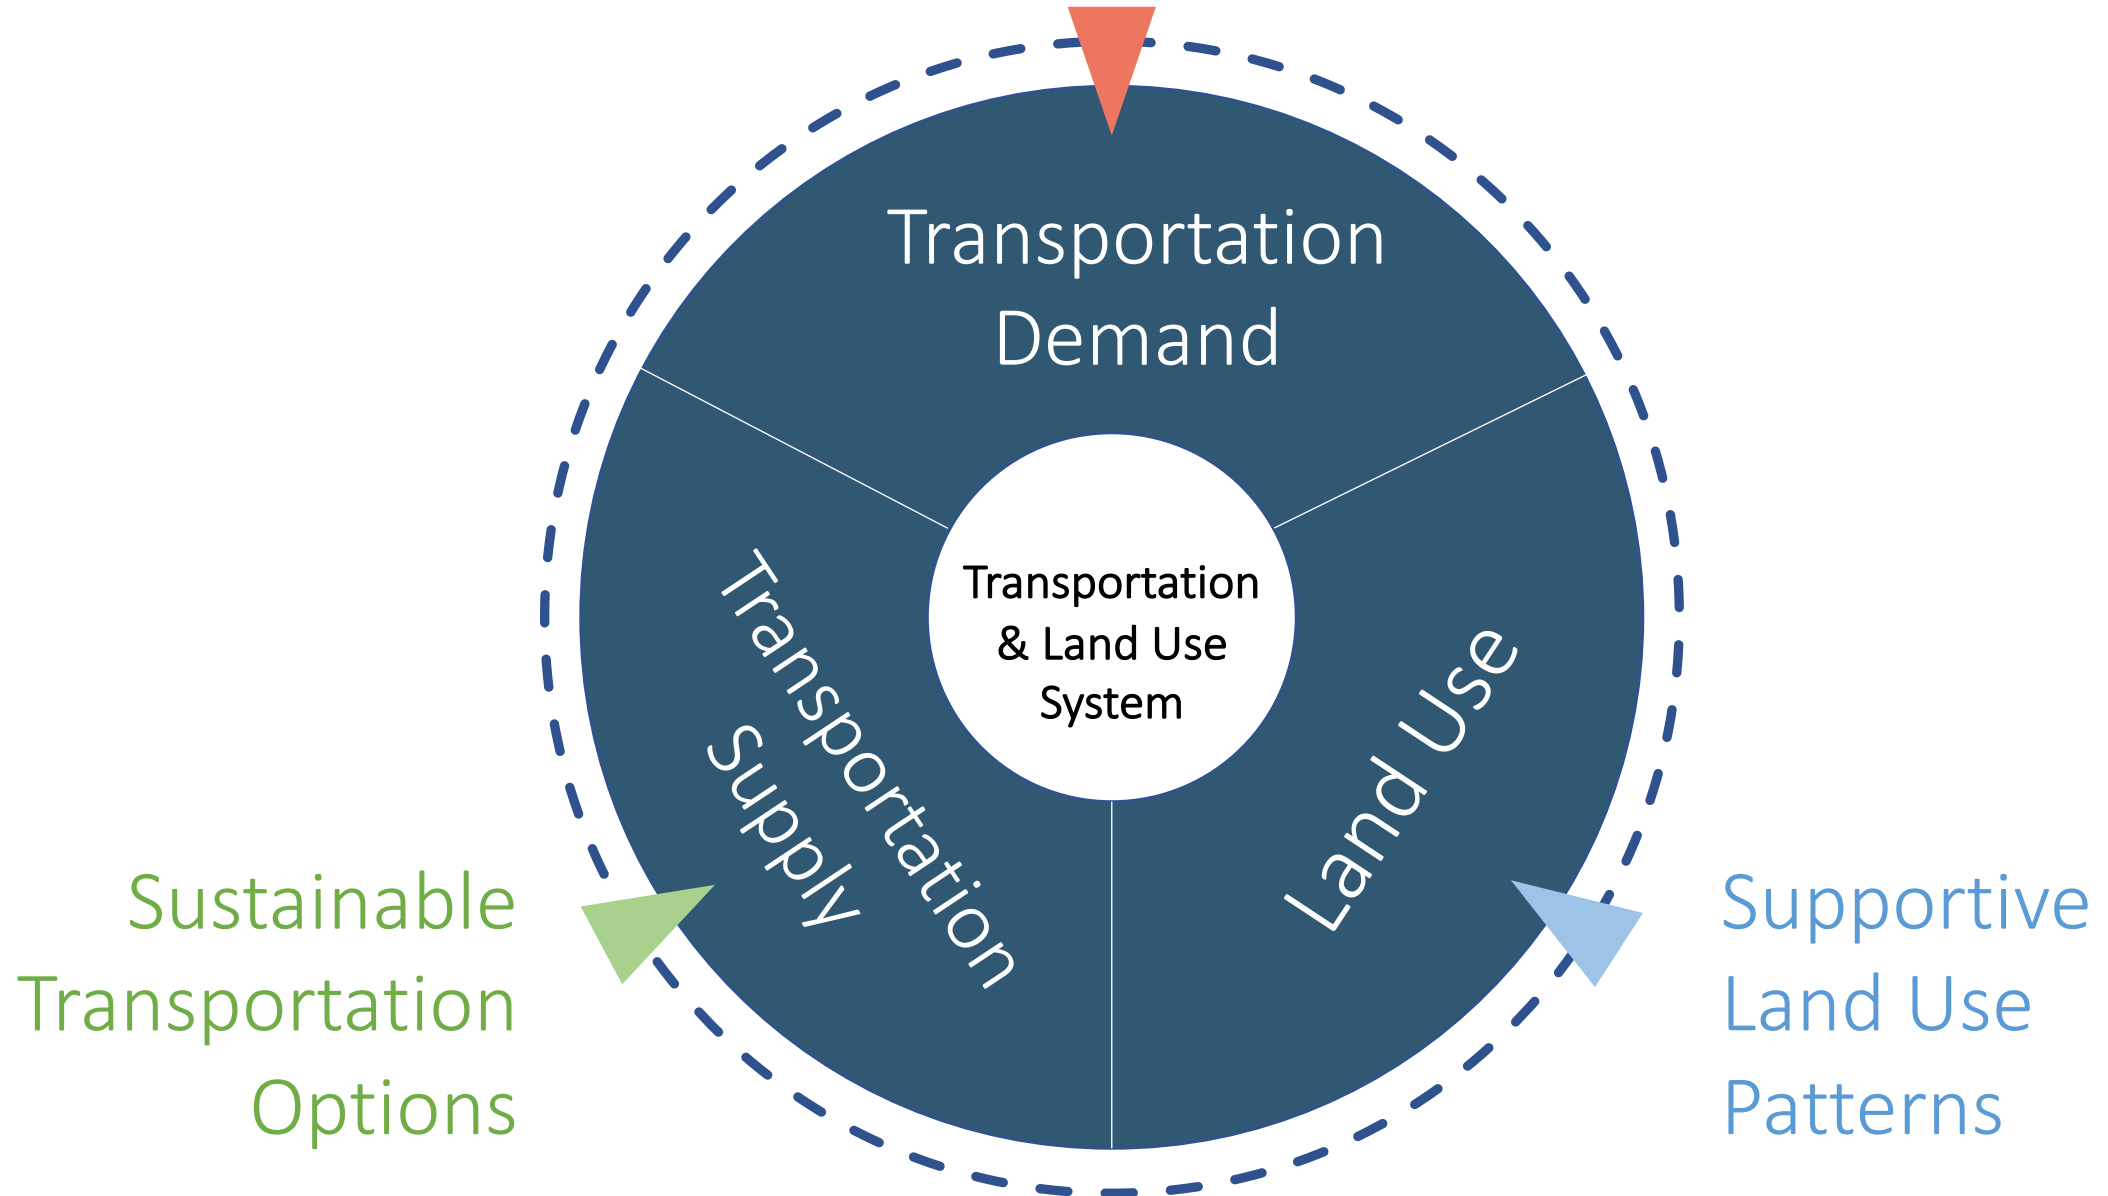 Transportation
Demand
Transportation
& Land Use
System
Transportation
Supply
Land Use
Sustainable
Transportation
Options
Supportive
Land Use
Patterns